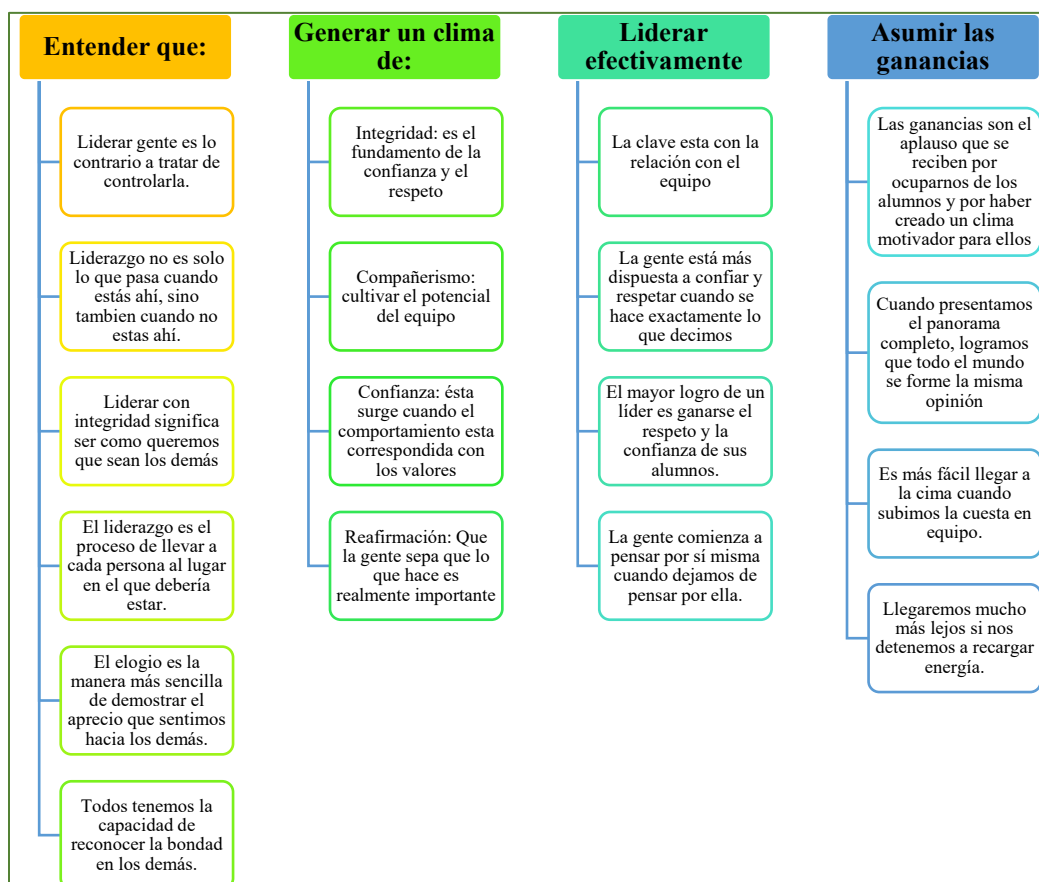 Entender que:
Liderar gente es lo
contrario a tratar de
controlarla.
Liderazgo no es solo
lo que pasa cuando
estás ahí, sino
tambien cuando no
estas ahí.
Liderar con
integridad significa
ser como queremos
que sean los demás
El liderazgo es el
proceso de llevar a
cada persona al lugar
en el que debería
estar.
El elogio es la
manera más sencilla
de demostrar el
aprecio que sentimos
hacia los demás.
Todos tenemos la
capacidad de
reconocer la bondad
en los demás.
Generar un clima
de:
Integridad: es el
fundamento de la
confianza y el
respeto
Compañerismo:
cultivar el potencial
del equipo
Confianza: ésta
surge cuando el
comportamiento esta
correspondida con
los valores
Reafirmación: Que
la gente sepa que lo
que hace es
realmente importante
Liderar
efectivamente
La clave esta con la
relación con el
equipo
La gente está más
dispuesta a confiar y
respetar cuando se
hace exactamente lo
que decimos
El mayor logro de un
líder es ganarse el
respeto y la
confianza de sus
alumnos.
La gente comienza a
pensar por sí misma
cuando dejamos de
pensar por ella.
Asumir las
ganancias
Las ganancias son el
aplauso que se
reciben por
ocuparnos de los
alumnos y por haber
creado un clima
motivador para ellos
Cuando presentamos
el panorama
completo, logramos
que todo el mundo
se forme la misma
opinión
Es más fácil llegar a
la cima cuando
subimos la cuesta en
equipo.
Llegaremos mucho
más lejos si nos
detenemos a recargar
energía.